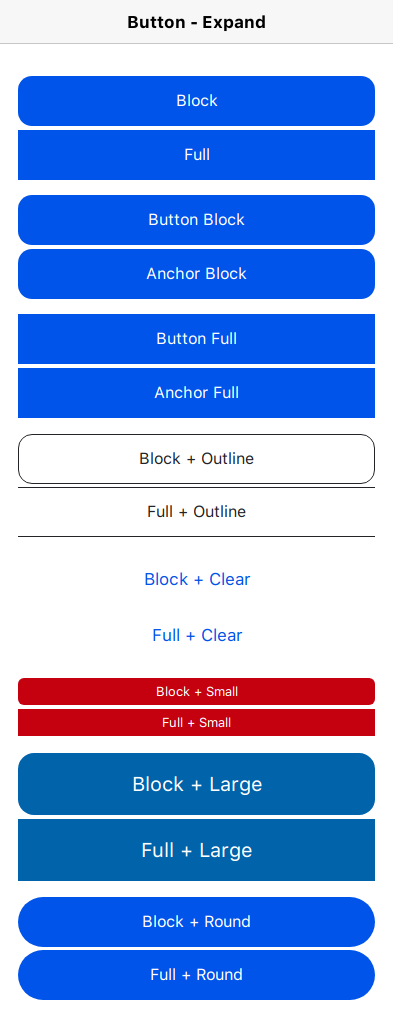 Button - Expand
Block
Full
Button Block
Anchor Block
Button Full
Anchor Full
Block + Outline
Full + Outline
Block + Clear
Full + Clear
Block + Small
Full + Small
Block + Large
Full + Large
Block + Round
Full + Round